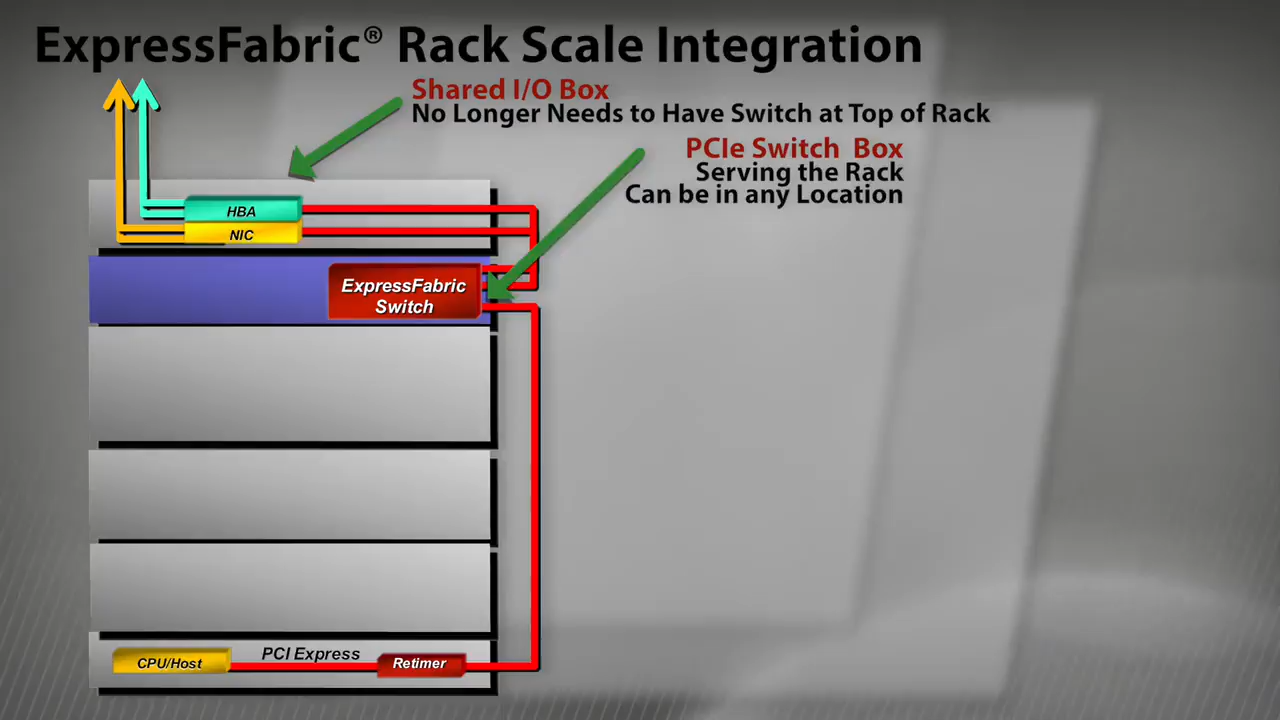 ExpressFabric® Rack Scale Integration
Shared I/O Box
No Longer Needs to Have Switch at Top of Rack
PCIe Switch Box
Serving the Rack
Can be in any Location
HBA
NIC
ExpressFabric
Switch
CPU/Host
PCI Express
Retimer